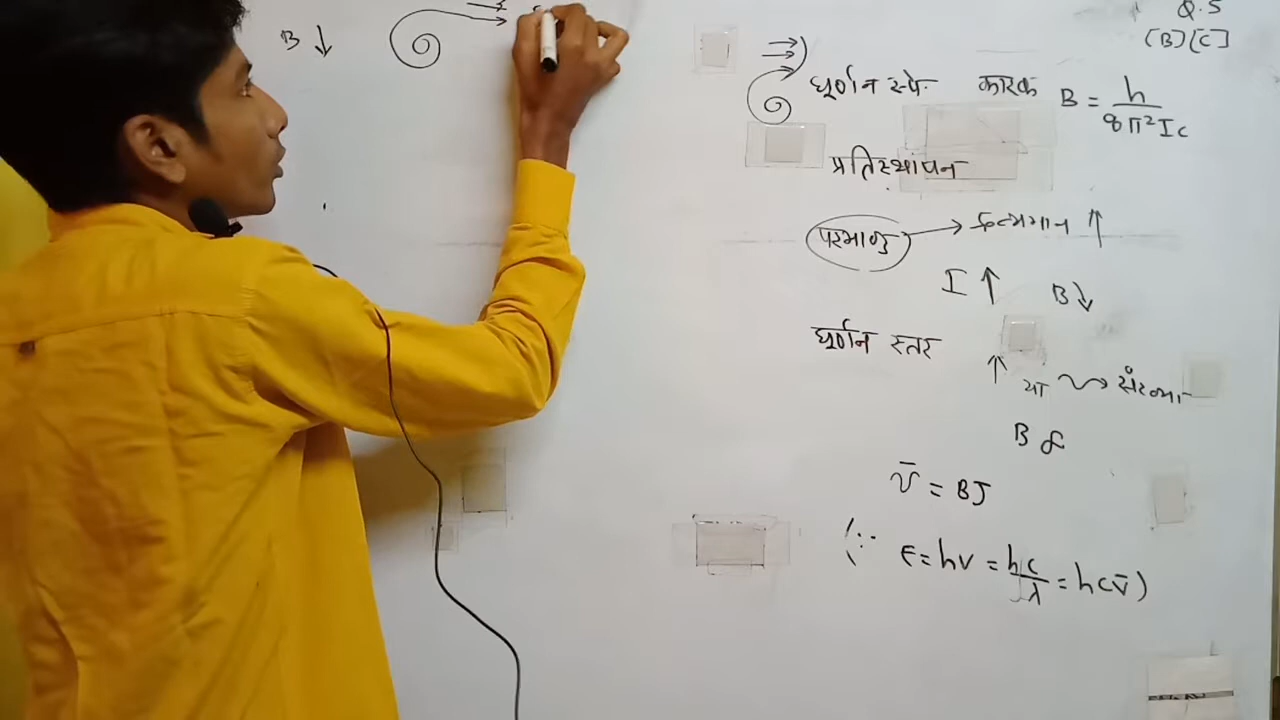 Q.5
(B)[C]
B ↓
घूर्णन स्पे. कारक B = h / 8π²Ic
प्रतिस्थापन
परमाणु → द्रव्यमान ↑
I ↑ B↓
घूर्णन स्तर
↑ या संख्या
B
ν̄ = BJ
(∵ E = hν = hc/λ = hcν̄)